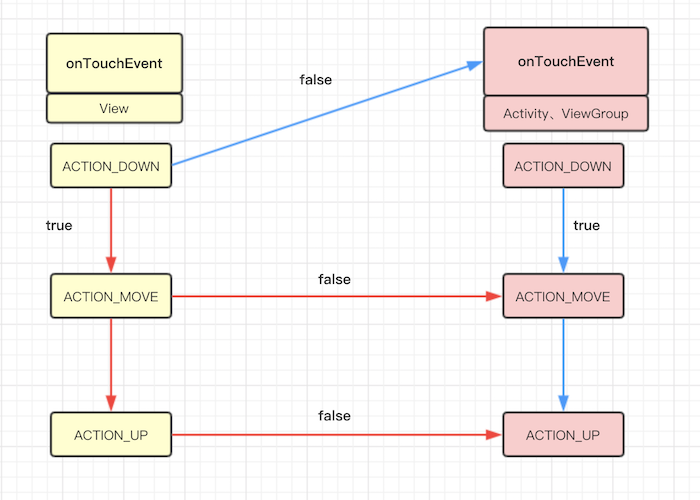 onTouchEvent
View
false
onTouchEvent
Activity、ViewGroup
ACTION_DOWN
ACTION_DOWN
true
true
ACTION_MOVE
false
ACTION_MOVE
ACTION_UP
false
ACTION_UP